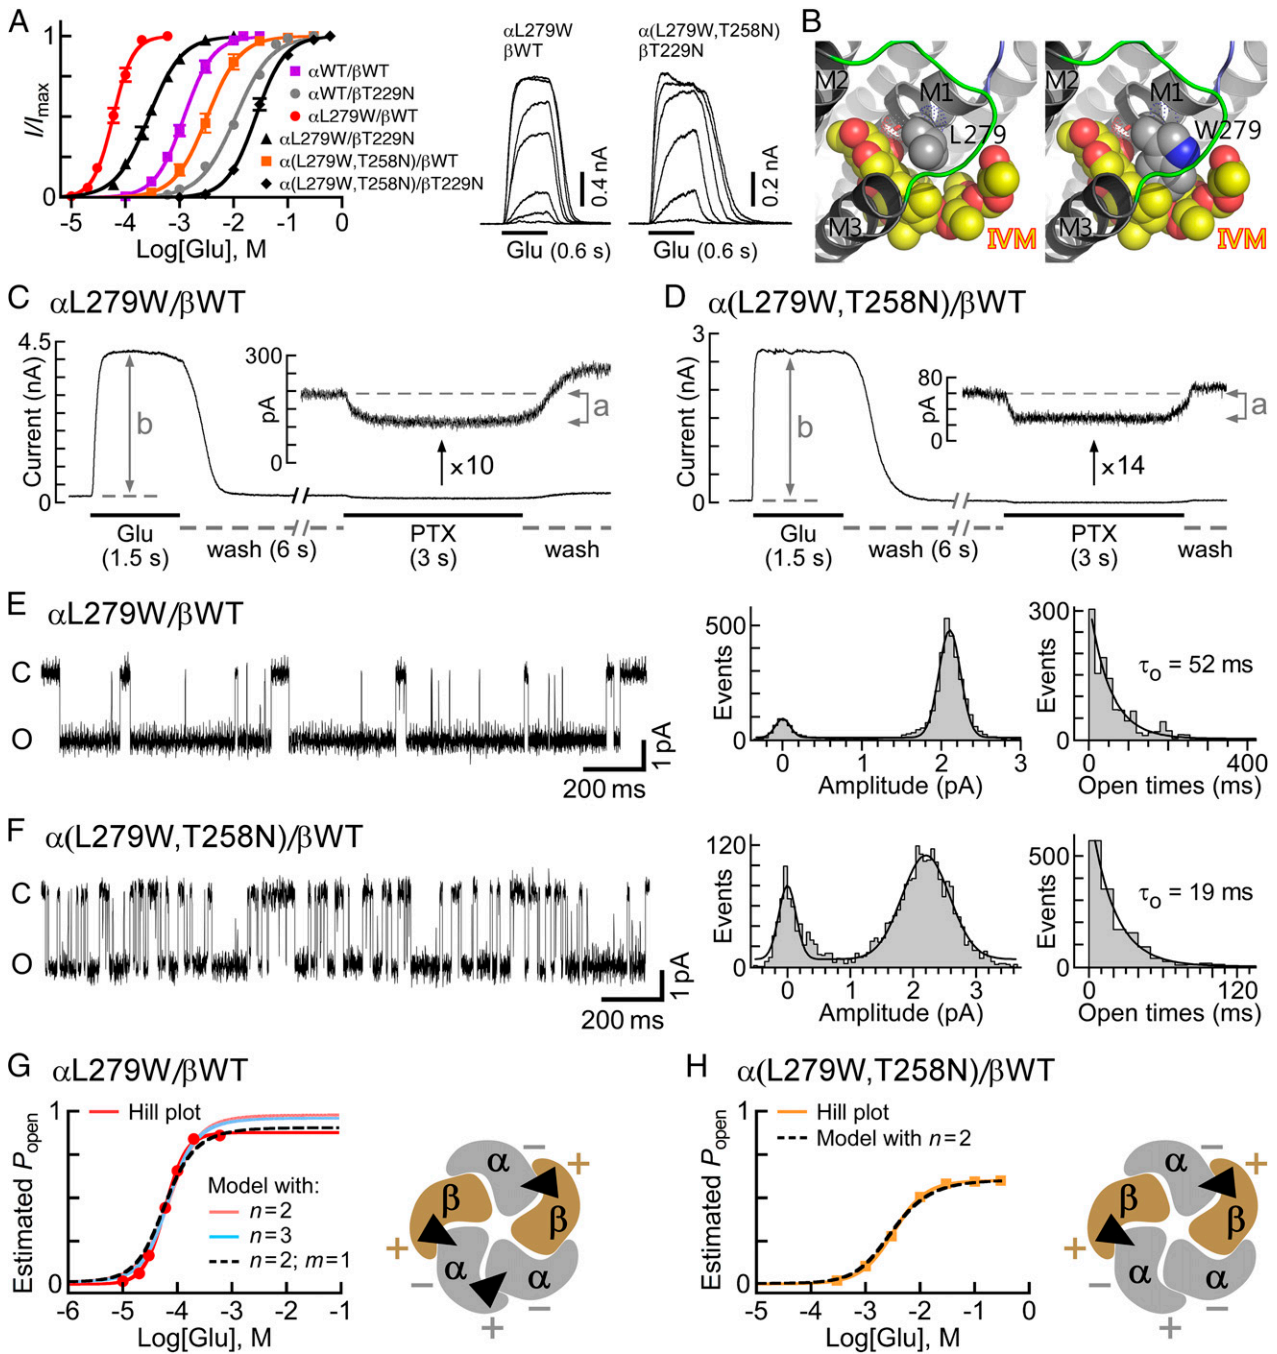 A
I/Imax
1
0
-5 -4 -3 -2 -1 0
Log[Glu], M
αWT/βWT
αWT/βT229N
αL279W/βWT
αL279W/βT229N
α(L279W,T258N)/βWT
α(L279W,T258N)/βT229N
αL279W
βWT
0.4 nA
Glu (0.6 s)
α(L279W,T258N)
βT229N
0.2 nA
Glu (0.6 s)
B
M2
M1
L279
M3
IVM
M2
M1
W279
M3
IVM
C αL279W/βWT
Current (nA)
4.5
0
b
300
pA
0
a
×10
Glu
(1.5 s)
wash (6 s)
PTX
(3 s)
wash
D α(L279W,T258N)/βWT
Current (nA)
3
0
b
80
pA
0
a
×14
Glu
(1.5 s)
wash (6 s)
PTX
(3 s)
wash
E αL279W/βWT
C
O
1 pA
200 ms
Events
500
0
0 1 2 3
Amplitude (pA)
Events
300
0
τo = 52 ms
0 400
Open times (ms)
F α(L279W,T258N)/βWT
C
O
1 pA
200 ms
Events
120
0
0 1 2 3
Amplitude (pA)
Events
500
0
τo = 19 ms
0 120
Open times (ms)
G αL279W/βWT
Estimated Popen
1
0
Hill plot
Model with:
n=2
n=3
n=2; m=1
-6 -5 -4 -3 -2 -1
Log[Glu], M
α
β
β
α
α
−
+
+
−
−
+
H α(L279W,T258N)/βWT
Estimated Popen
1
0
Hill plot
Model with n=2
-5 -4 -3 -2 -1 0
Log[Glu], M
α
β
β
α
α
−
+
+
−
−
+